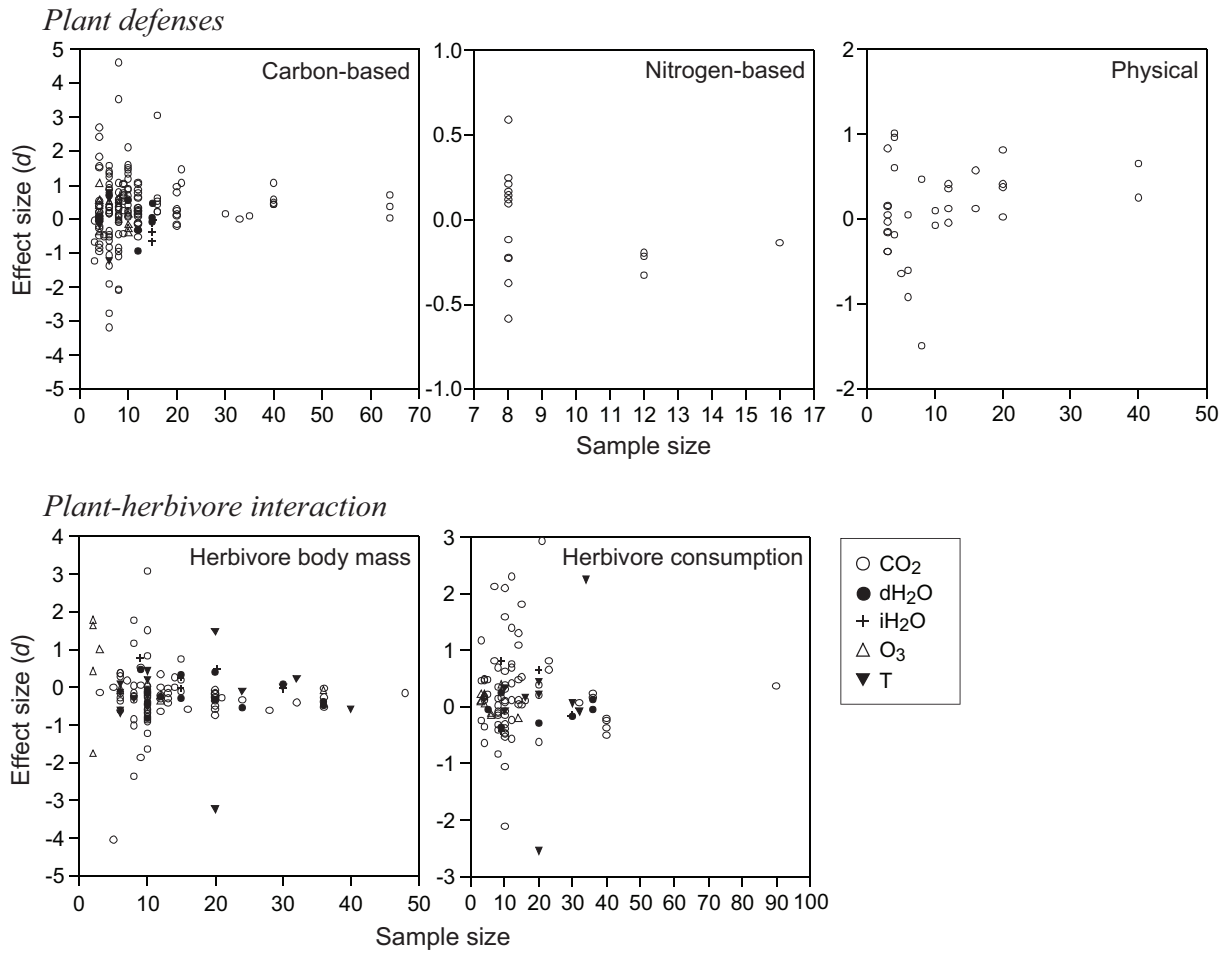 Plant defenses
Carbon-based
5
4
3
2
1
0
-1
-2
-3
-4
-5
0 10 20 30 40 50 60 70
Effect size (d)
Nitrogen-based
1.0
0.5
0.0
-0.5
-1.0
7 8 9 10 11 12 13 14 15 16 17
Sample size
Physical
2
1
0
-1
-2
0 10 20 30 40 50
Plant-herbivore interaction
Herbivore body mass
4
3
2
1
0
-1
-2
-3
-4
-5
0 10 20 30 40 50
Effect size (d)
Herbivore consumption
3
2
1
0
-1
-2
-3
0 10 20 30 40 50 60 70 80 90 100
Sample size
CO2
dH2O
iH2O
O3
T